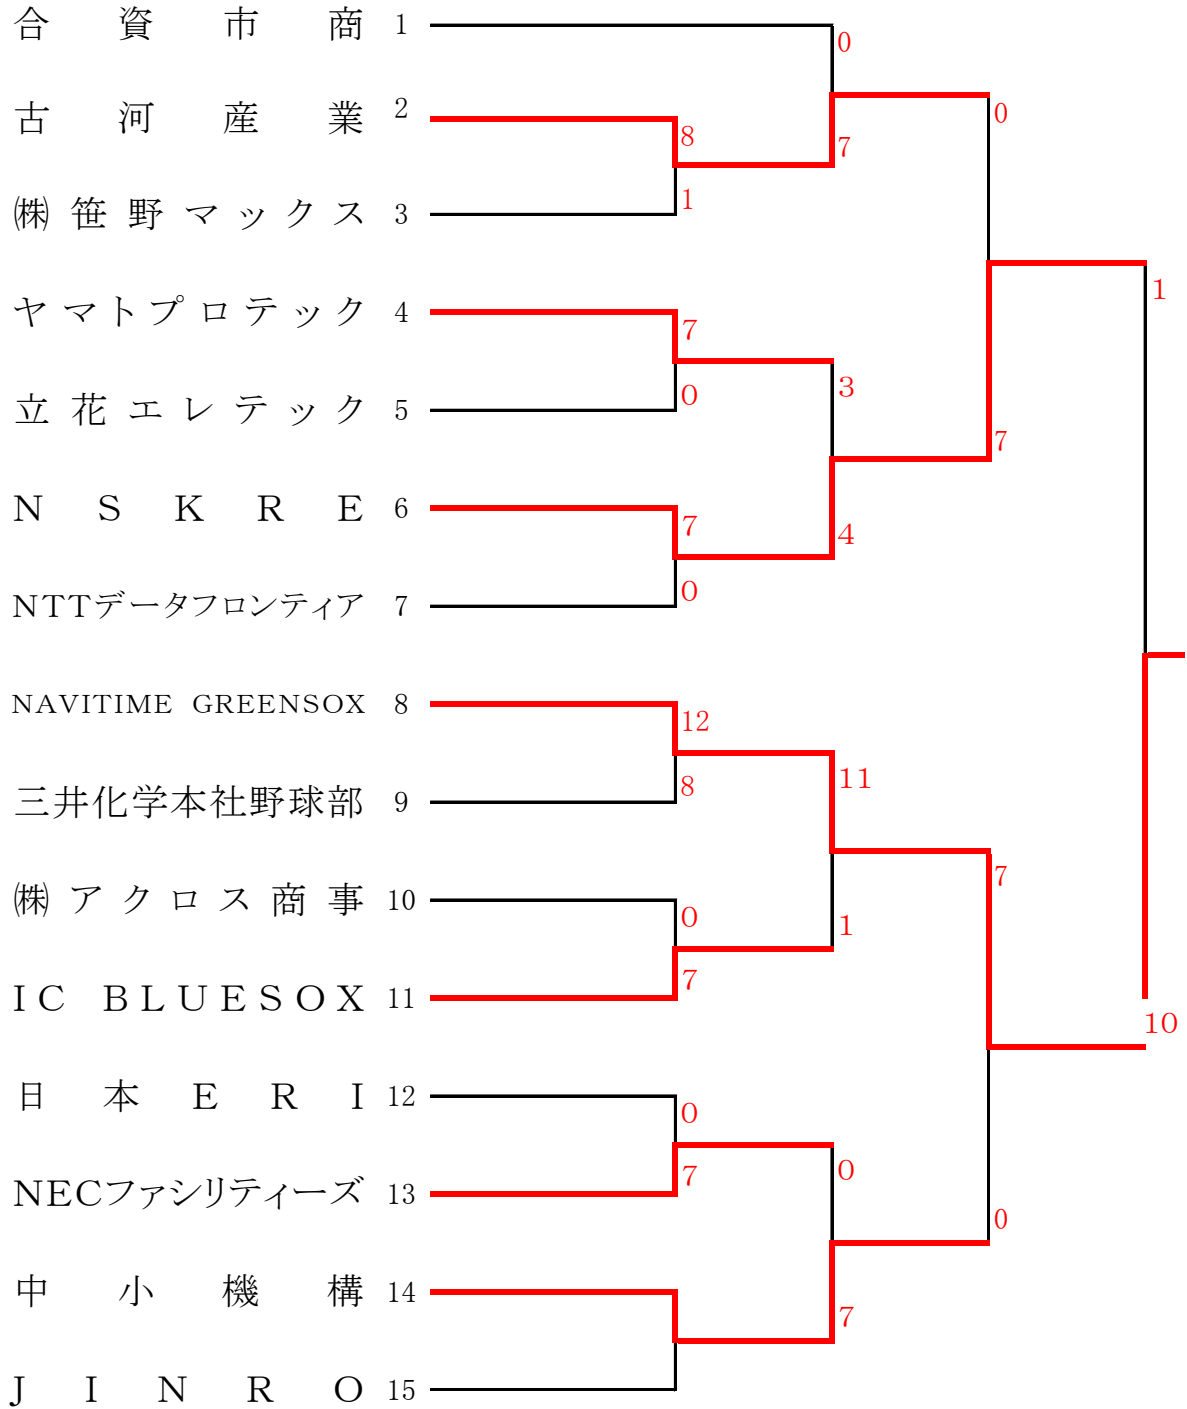 合資市商 1
0
古河産業 2
0
8
7
1
㈱笹野マックス 3
1
ヤマトプロテック 4
7
3
0
立花エレテック 5
7
NSKRE 6
7
4
0
NTTデータフロンティア 7
NAVITIME GREENSOX 8
12
11
8
三井化学本社野球部 9
7
㈱アクロス商事 10
0
1
7
IC BLUESOX 11
10
日本ERI 12
0
0
7
NECファシリティーズ 13
0
中小機構 14
7
JINRO 15